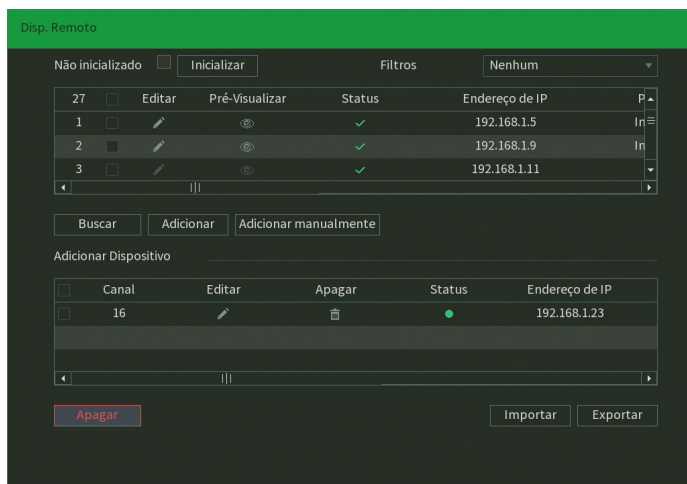 Disp. Remoto
Não inicializado Inicializar Filtros Nenhum
27 Editar Pré-Visualizar Status Endereço de IP P
1 192.168.1.5 In
2 192.168.1.9 In
3 192.168.1.11
Buscar Adicionar Adicionar manualmente
Adicionar Dispositivo
Canal Editar Apagar Status Endereço de IP
16 192.168.1.23
Apagar Importar Exportar